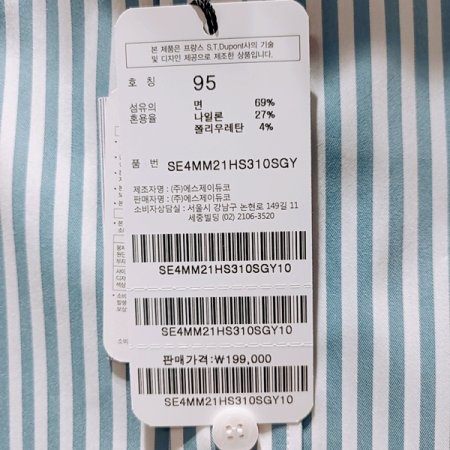 본 제품은 프랑스 S.T.Dupont사의 기술
및 디자인 제공으로 제조한 상품입니다.
호 칭 95
섬유의 면 69%
혼용율 나일론 27%
폴리우레탄 4%
품 번 SE4MM21HS310SGY
제조자명 : (주)에스제이듀코
판매자명 : (주)에스제이듀코
소비자상담실 : 서울시 강남구 논현로 149길 11
세중빌딩 (02) 2106-3520
SE4MM21HS310SGY10
SE4MM21HS310SGY10
판매가격:₩199,000
SE4MM21HS310SGY10